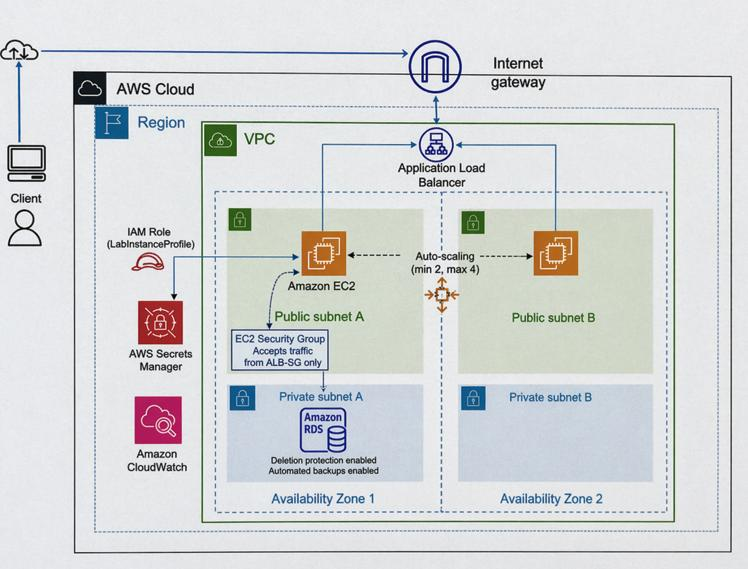 Internet
gateway
AWS Cloud
Region
VPC
Client
Application Load
Balancer
IAM Role
(LabInstanceProfile)
Auto-scaling
(min 2, max 4)
Amazon EC2
Public subnet A
Public subnet B
EC2 Security Group
Accepts traffic
from ALB-SG only
AWS Secrets
Manager
Private subnet A
Private subnet B
Amazon
RDS
Deletion protection enabled
Automated backups enabled
Amazon
CloudWatch
Availability Zone 1
Availability Zone 2